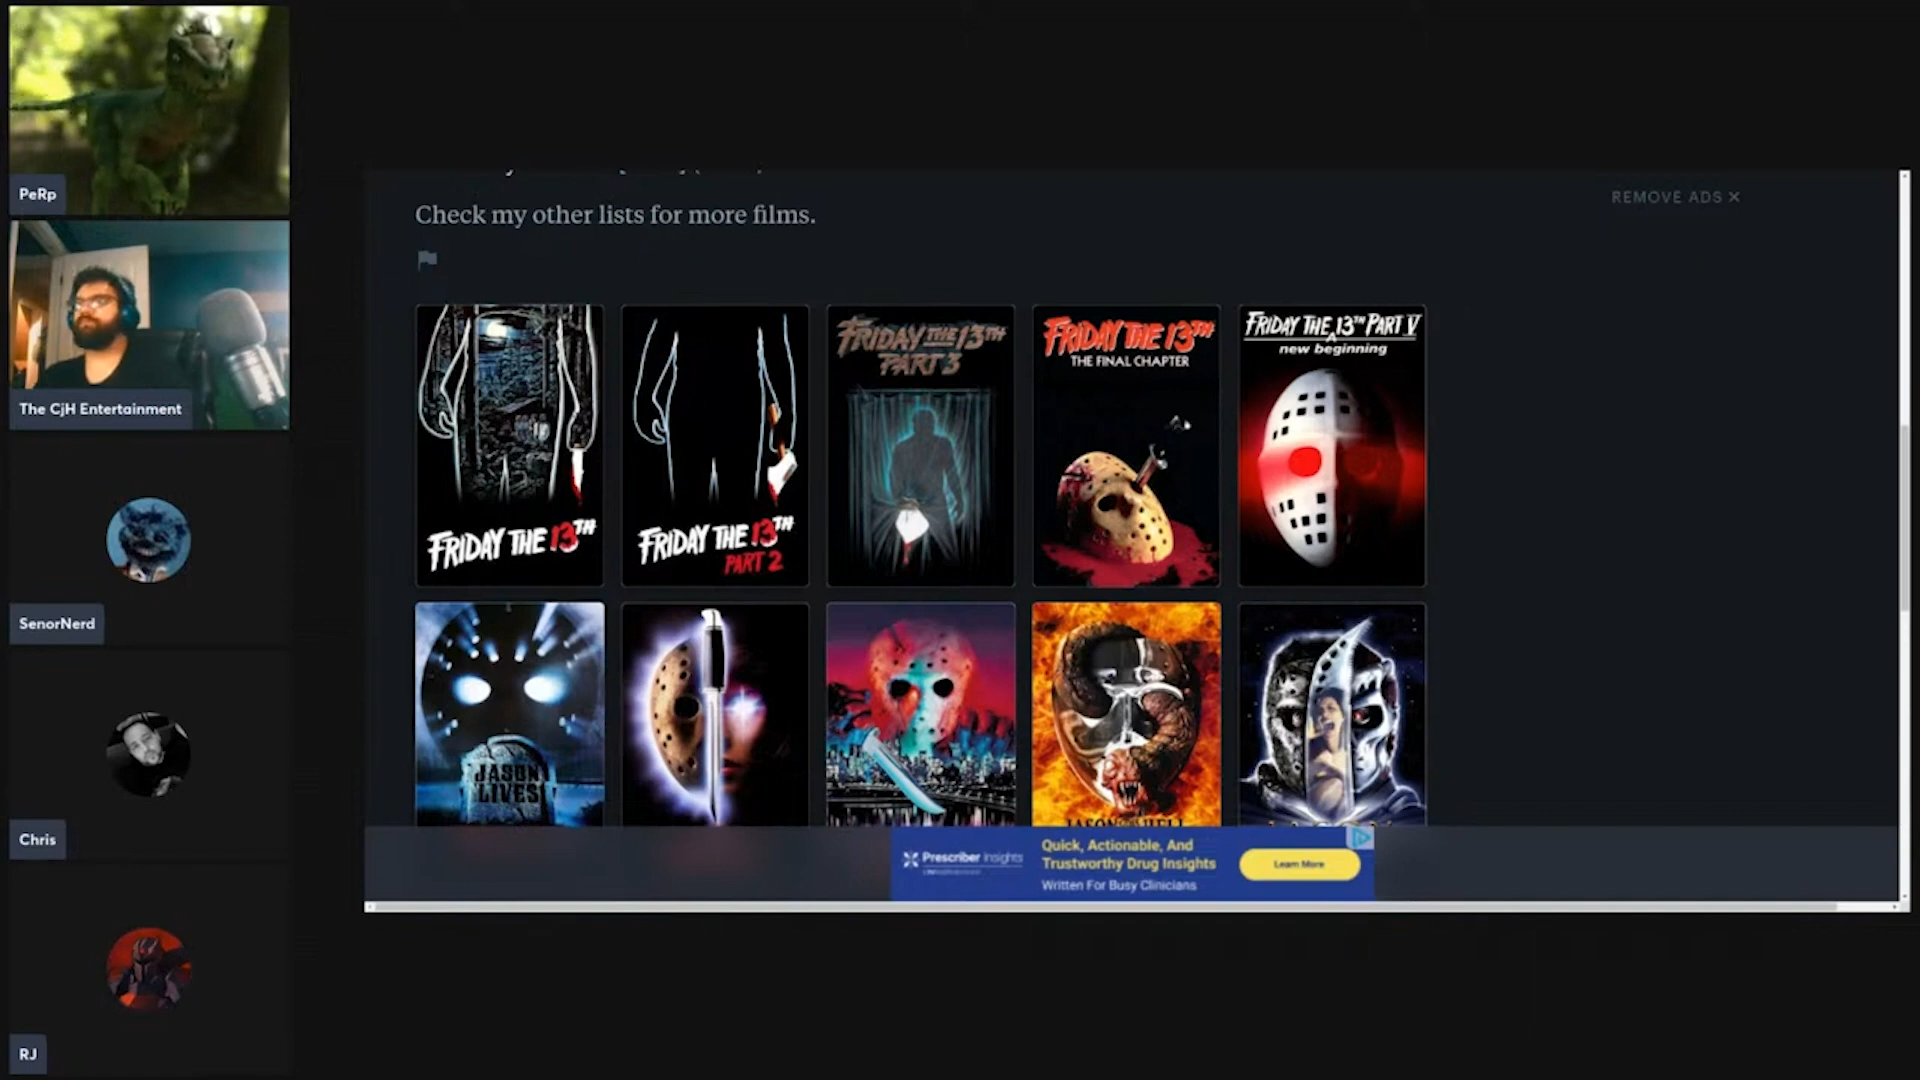 PeRp
The CjH Entertainment
SenorNerd
Chris
RJ
Check my other lists for more films.
REMOVE ADS ✕
FRIDAY THE 13TH
FRIDAY THE 13TH
PART 2
FRIDAY THE 13TH
PART 3
FRIDAY THE 13TH
THE FINAL CHAPTER
FRIDAY THE 13TH PART V
A new beginning
JASON
LIVES
Prescriber Insights
Quick, Actionable, And
Trustworthy Drug Insights
Written For Busy Clinicians
Learn More